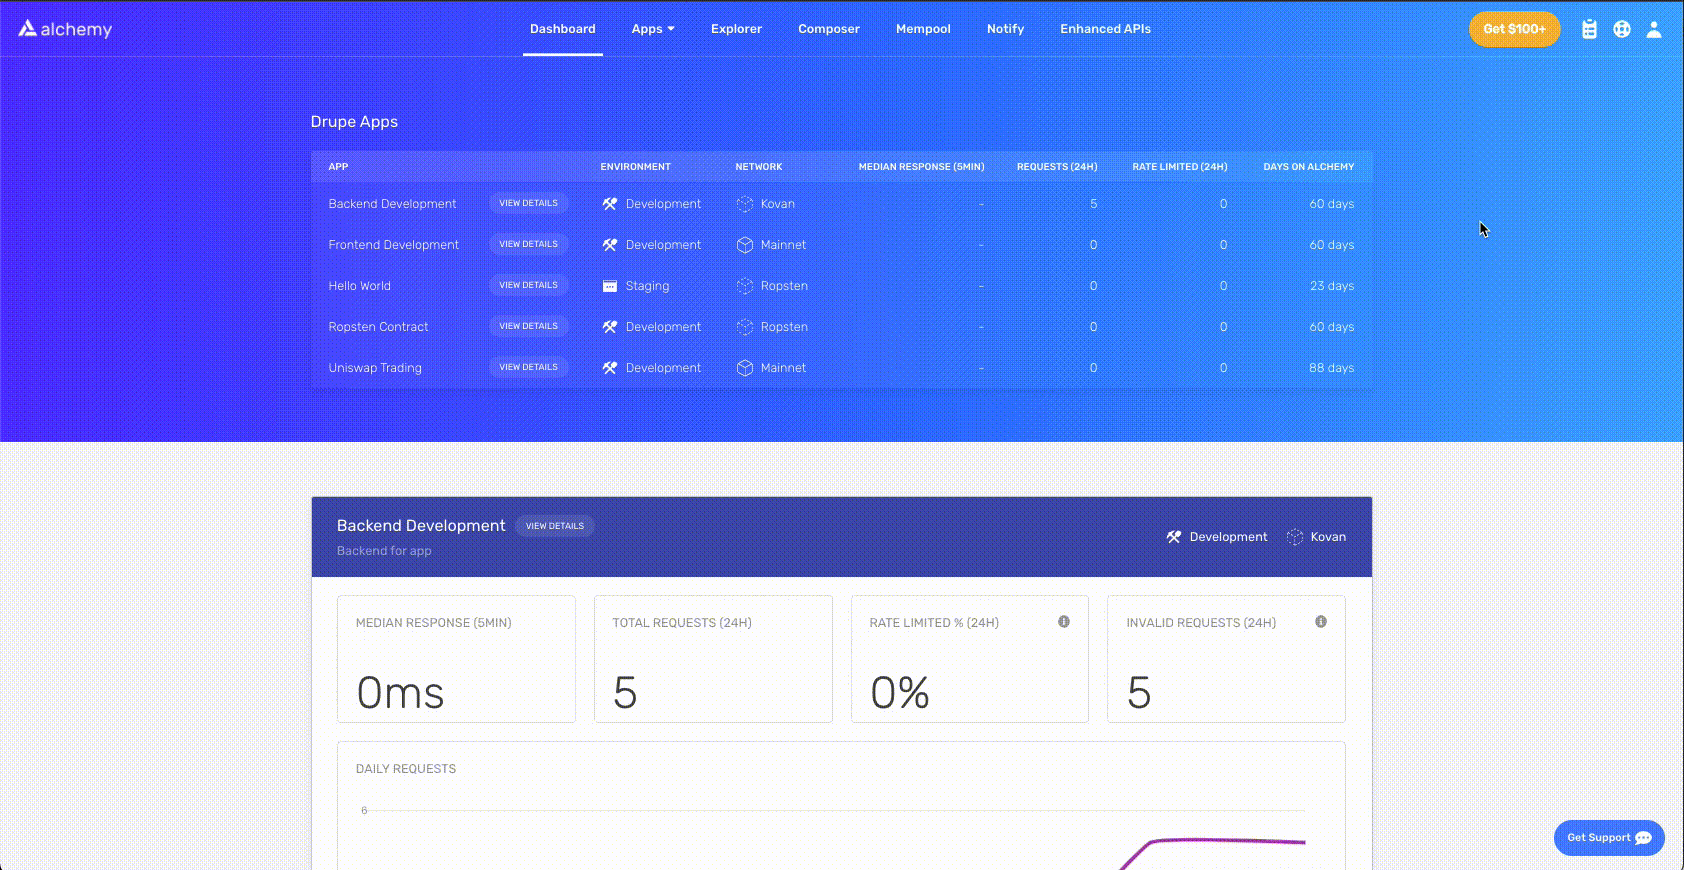 alchemy Dashboard Apps Explorer Composer Mempool Notify Enhanced APIs Get $100+
Drupe Apps
APP ENVIRONMENT NETWORK MEDIAN RESPONSE (5MIN) REQUESTS (24H) RATE LIMITED (24H) DAYS ON ALCHEMY
Backend Development VIEW DETAILS Development Kovan - 5 0 60 days
Frontend Development VIEW DETAILS Development Mainnet - 0 0 60 days
Hello World VIEW DETAILS Staging Ropsten - 0 0 23 days
Ropsten Contract VIEW DETAILS Development Ropsten - 0 0 60 days
Uniswap Trading VIEW DETAILS Development Mainnet - 0 0 88 days
Backend Development VIEW DETAILS
Development Kovan
Backend for app
MEDIAN RESPONSE (5MIN) TOTAL REQUESTS (24H) RATE LIMITED % (24H) INVALID REQUESTS (24H)
0ms 5 0% 5
DAILY REQUESTS
6
Get Support